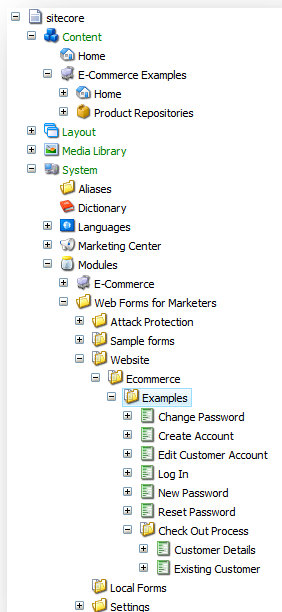 sitecore
Content
Home
E-Commerce Examples
Home
Product Repositories
Layout
Media Library
System
Aliases
Dictionary
Languages
Marketing Center
Modules
E-Commerce
Web Forms for Marketers
Attack Protection
Sample forms
Website
Ecommerce
Examples
Change Password
Create Account
Edit Customer Account
Log In
New Password
Reset Password
Check Out Process
Customer Details
Existing Customer
Local Forms
Settings